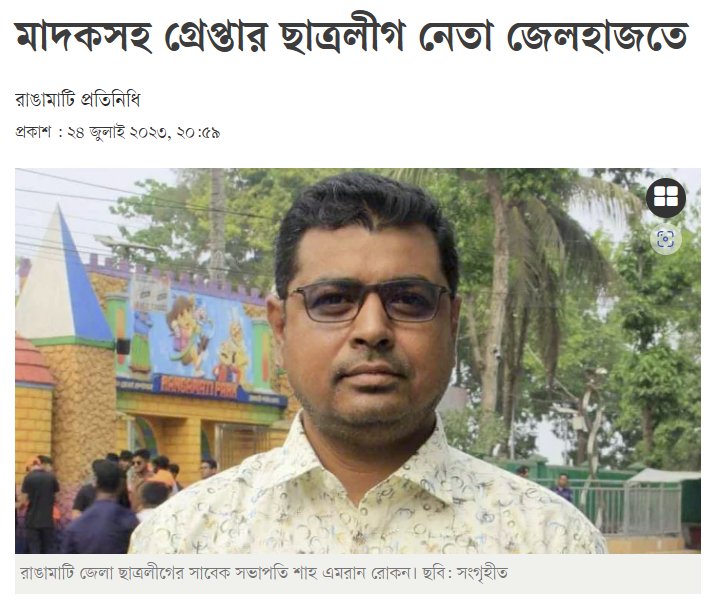 মাদকসহ গ্রেপ্তার ছাত্রলীগ নেতা জেলহাজতে
রাঙামাটি প্রতিনিধি
প্রকাশ : ২৪ জুলাই ২০২৩, ২০:৫৯
RANGAMATI PARK
রাঙামাটি জেলা ছাত্রলীগের সাবেক সভাপতি শাহ এমরান রোকন। ছবি: সংগৃহীত